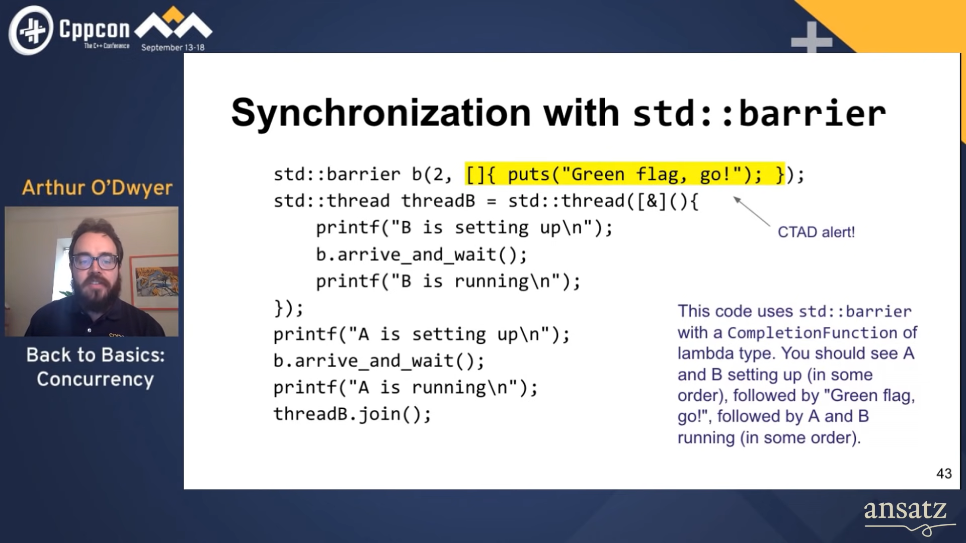 Cppcon
The C++ Conference
September 13-18
Synchronization with std::barrier
Arthur O'Dwyer
std::barrier b(2, []{ puts("Green flag, go!"); });
std::thread threadB = std::thread([&](){
    printf("B is setting up\n");
    b.arrive_and_wait();
    printf("B is running\n");
});
printf("A is setting up\n");
b.arrive_and_wait();
printf("A is running\n");
threadB.join();
CTAD alert!
This code uses std::barrier
with a CompletionFunction of
lambda type. You should see A
and B setting up (in some
order), followed by "Green flag,
go!", followed by A and B
running (in some order).
Back to Basics:
Concurrency
43
ansatz